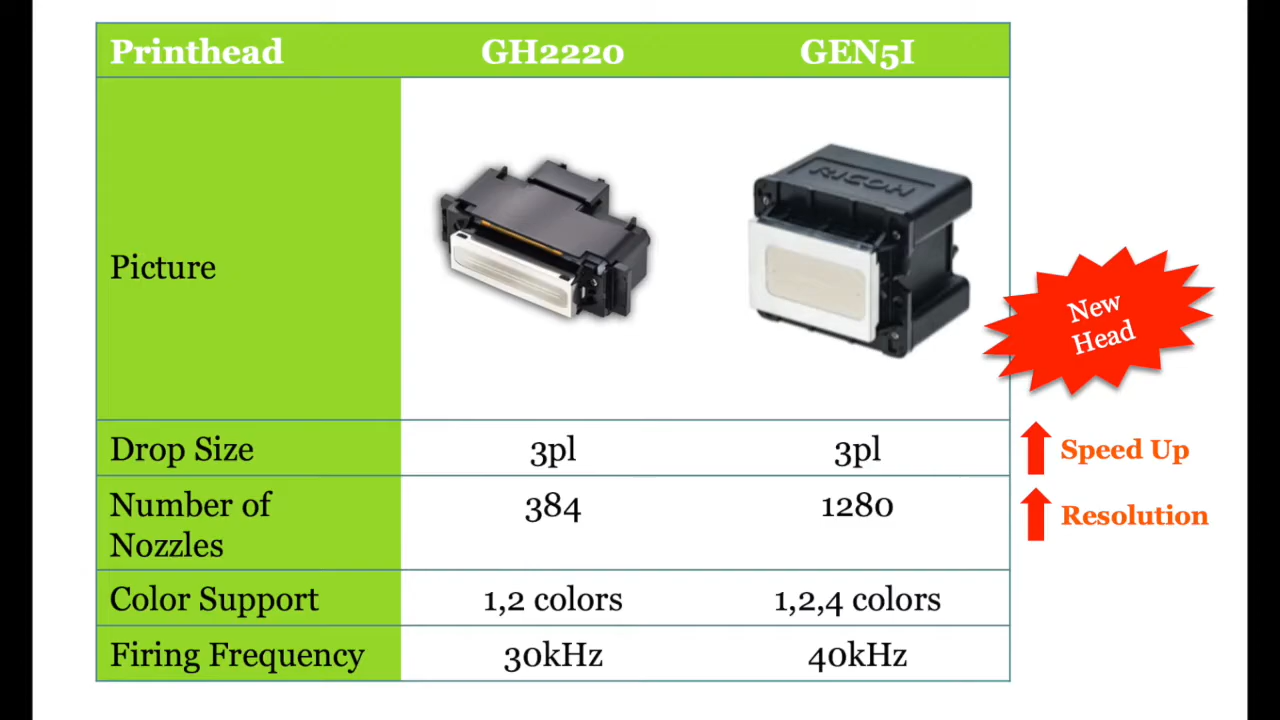 Printhead GH2220 GEN5I
RICOH
Picture
New
Head
Drop Size 3pl 3pl
Speed Up
Number of
Nozzles
384 1280
Resolution
Color Support 1,2 colors 1,2,4 colors
Firing Frequency 30kHz 40kHz